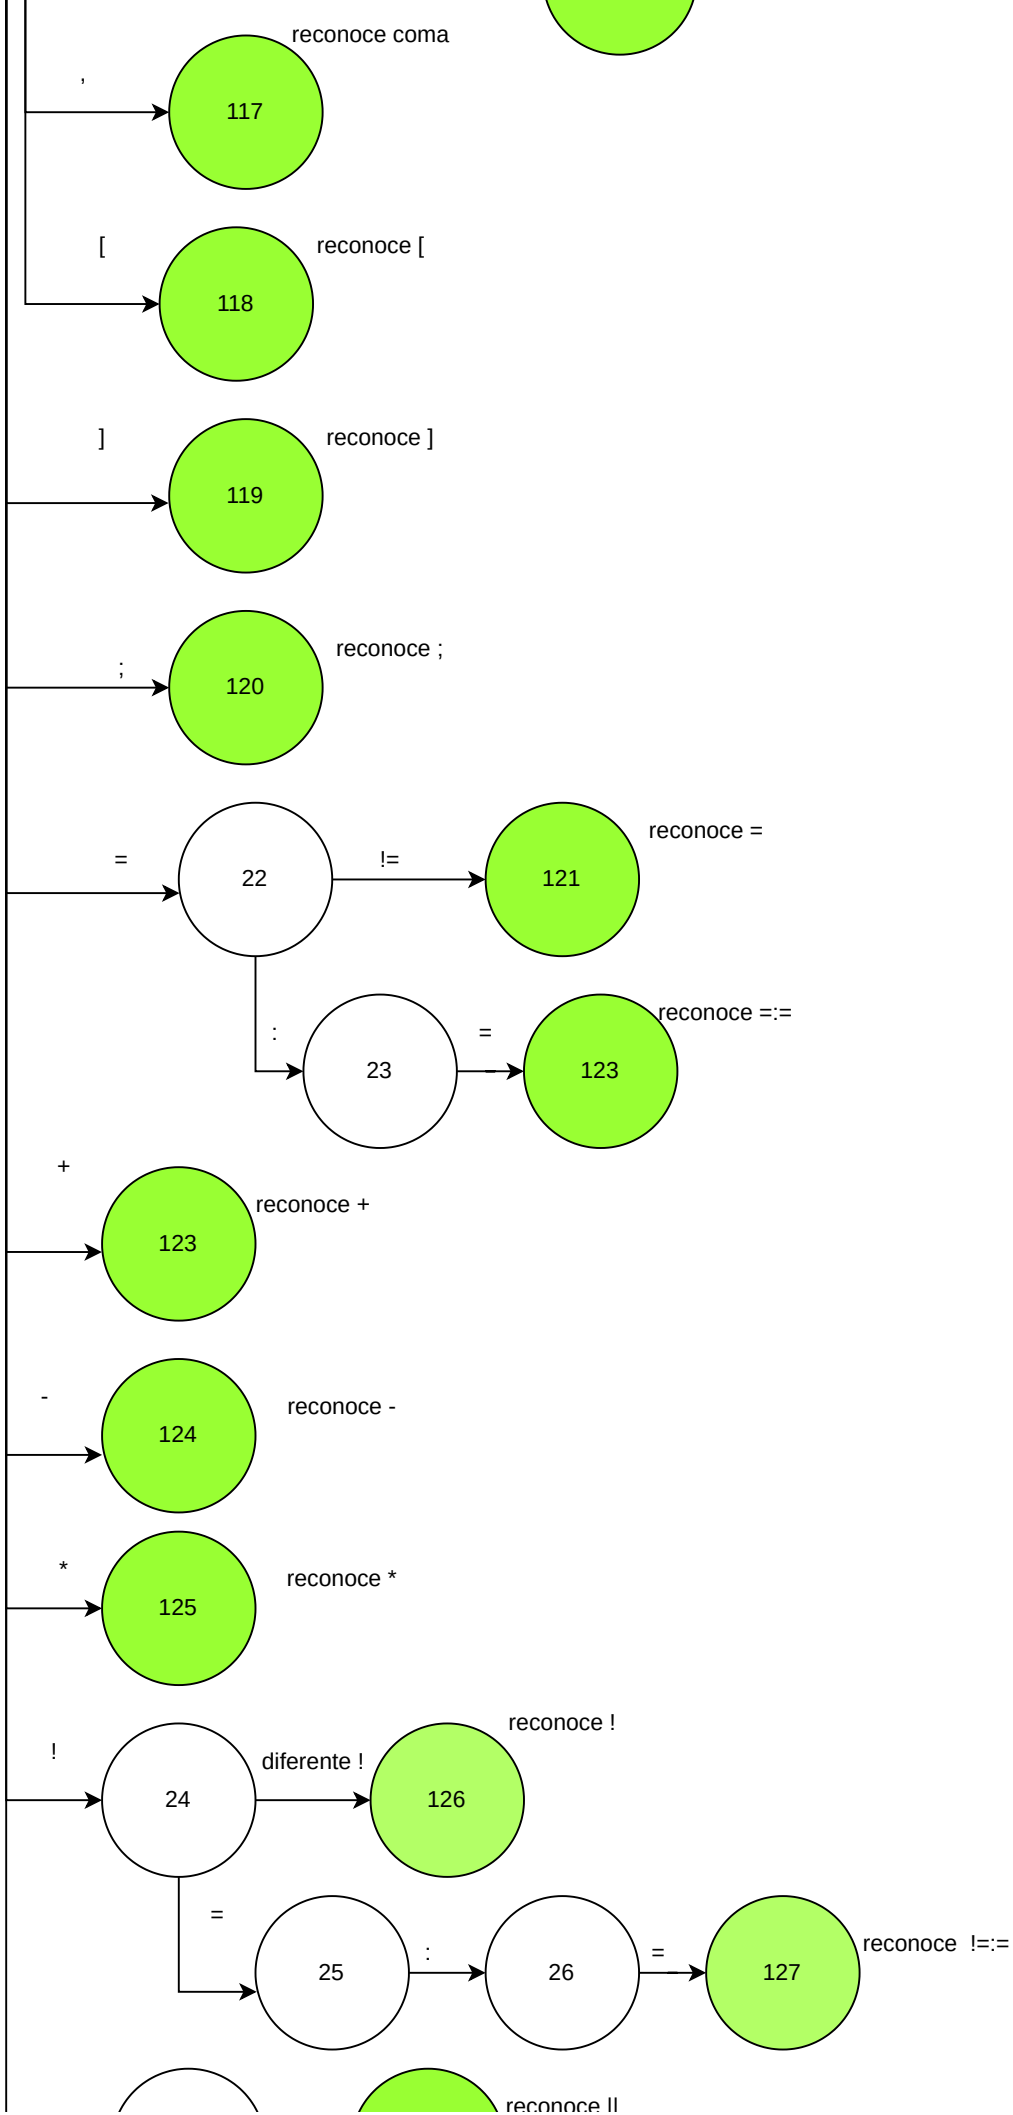 reconoce coma
,
117
[
reconoce [
118
]
reconoce ]
119
;
reconoce ;
120
=
22
!=
121
reconoce =
:
23
=
123
reconoce =:=
+
123
reconoce +
-
124
reconoce -
*
125
reconoce *
!
24
diferente !
126
reconoce !
=
25
:
26
=
127
reconoce  !=:=
reconoce ||